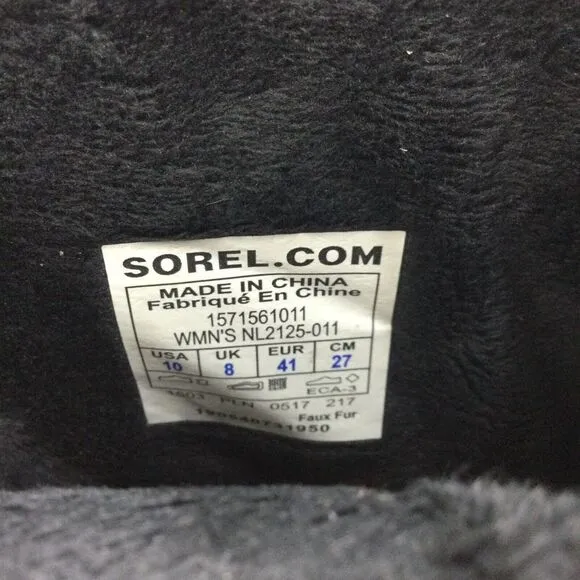 SOREL.COM
MADE IN CHINA
Fabriqué En Chine
1571561011
WMN'S NL2125-011
USA UK EUR CM
10 8 41 27
ECA-3
PLN 0517 217
Faux Fur